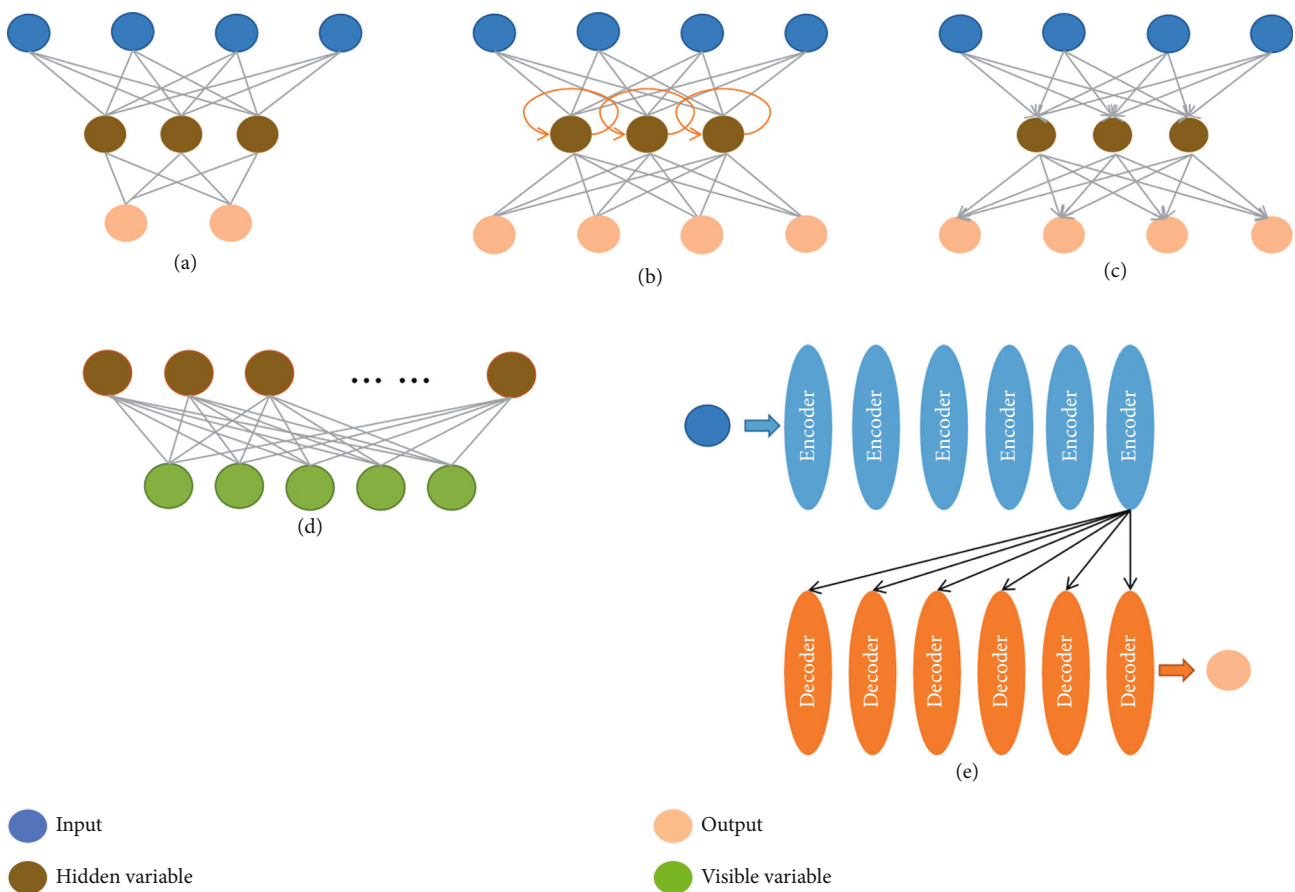 (a)
(b)
(c)
... ...
(d)
Encoder
Encoder
Encoder
Encoder
Encoder
Encoder
Decoder
Decoder
Decoder
Decoder
Decoder
Decoder
(e)
Input
Output
Hidden variable
Visible variable